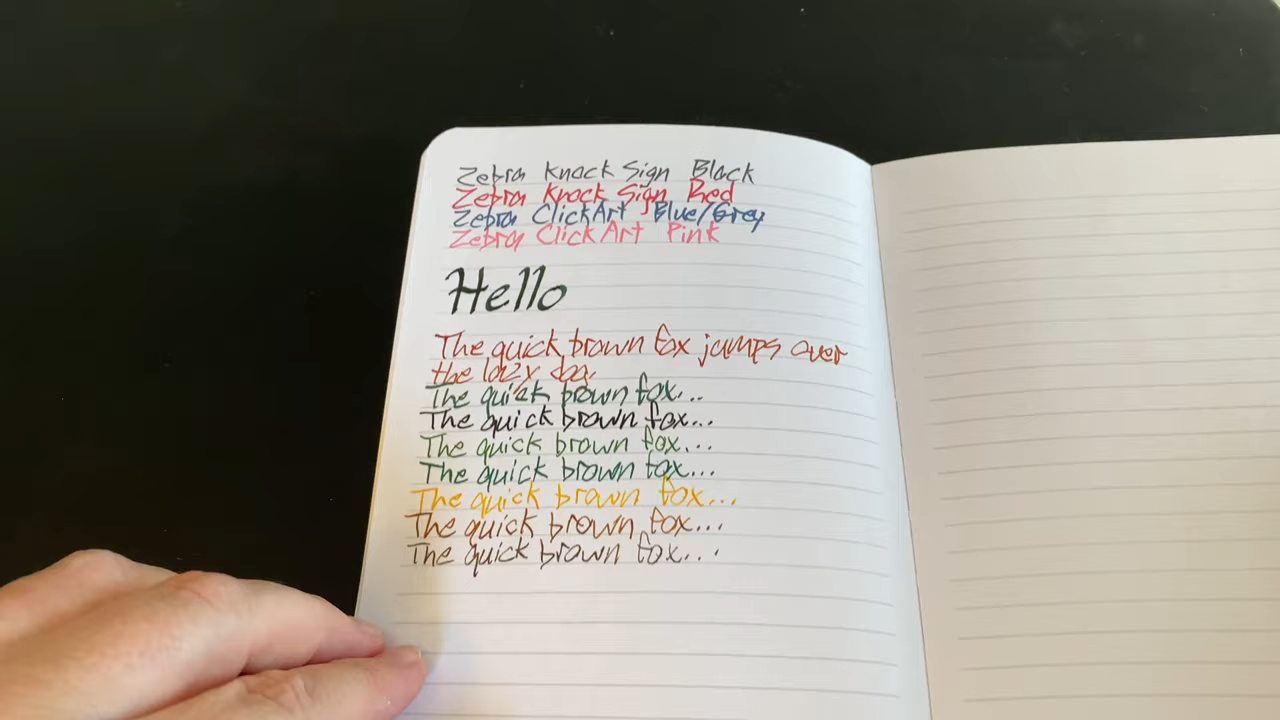 Zebra Knock Sign Black
Zebra Knock Sign Red
Zebra ClickArt Blue/Grey
Zebra ClickArt Pink
Hello
The quick brown fox jumps over
the lazy dog.
The quick brown fox...
The quick brown fox...
The quick brown fox...
The quick brown fox...
The quick brown fox...
The quick brown fox...
The quick brown fox...